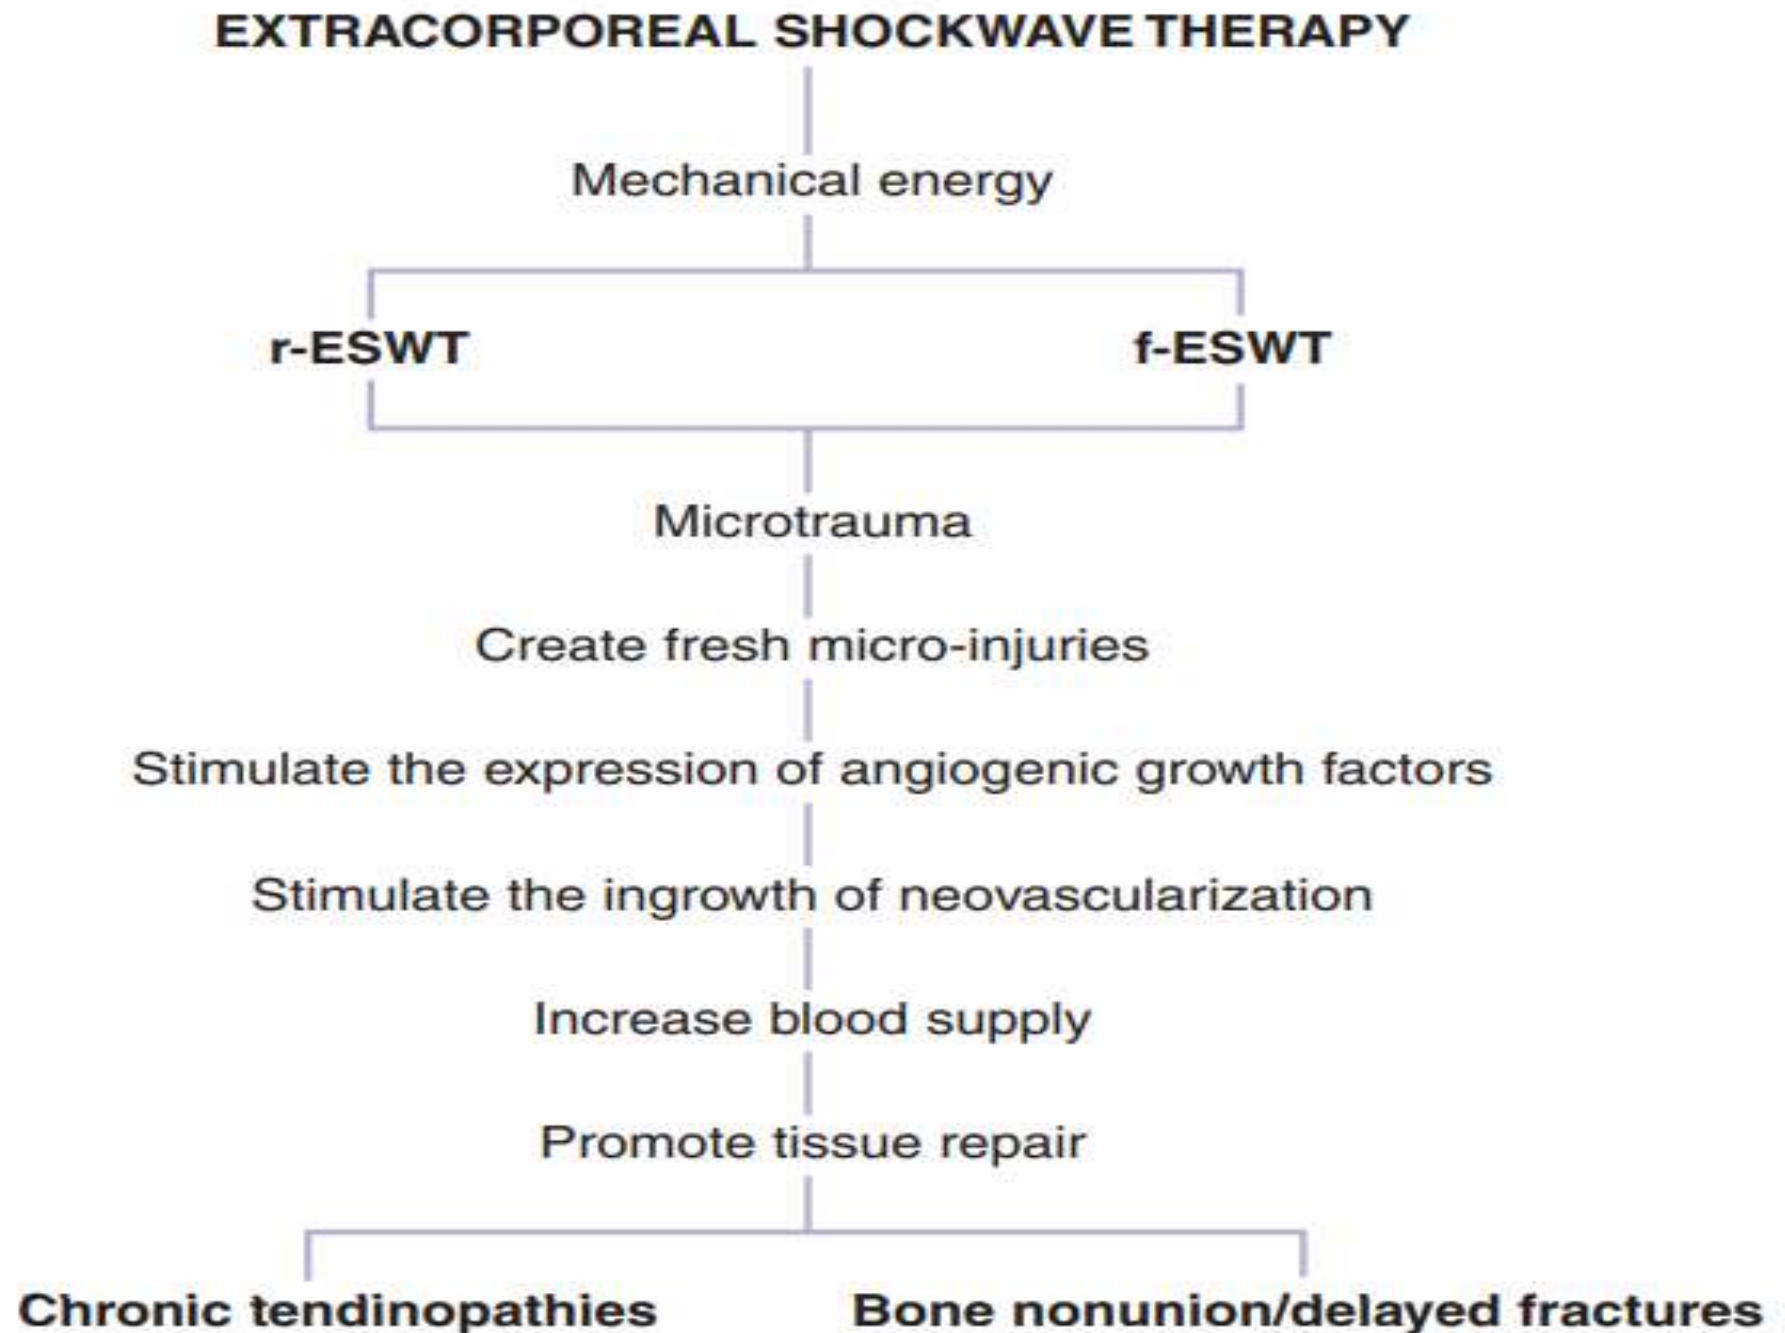 EXTRACORPOREAL SHOCKWAVE THERAPY
Mechanical energy
r-ESWT f-ESWT
Microtrauma
Create fresh micro-injuries
Stimulate the expression of angiogenic growth factors
Stimulate the ingrowth of neovascularization
Increase blood supply
Promote tissue repair
Chronic tendinopathies Bone nonunion/delayed fractures